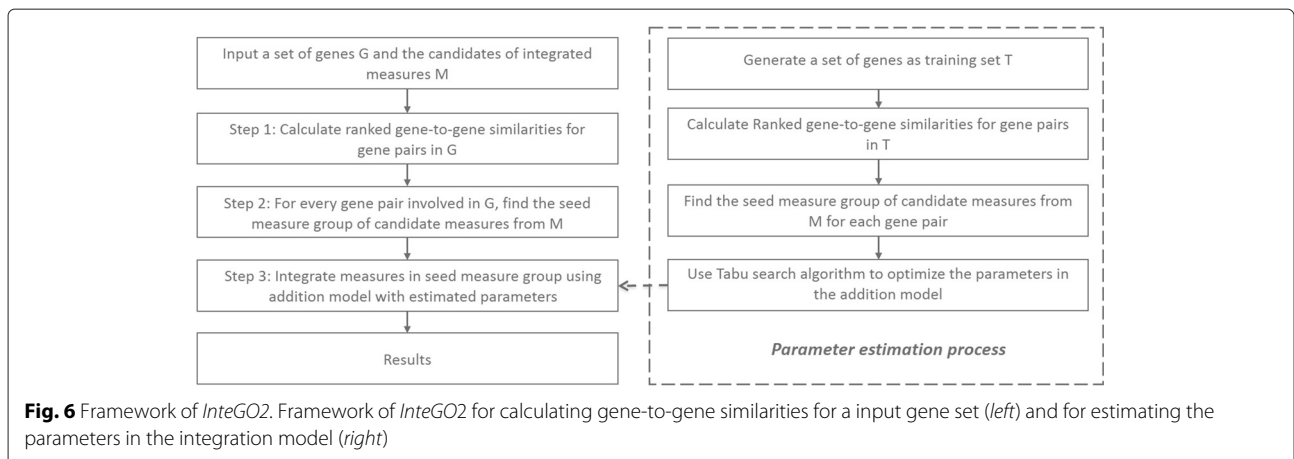 Input a set of genes G and the candidates of integrated
measures M
Step 1: Calculate ranked gene-to-gene similarities for
gene pairs in G
Step 2: For every gene pair involved in G, find the seed
measure group of candidate measures from M
Step 3: Integrate measures in seed measure group using
addition model with estimated parameters
Results
Generate a set of genes as training set T
Calculate Ranked gene-to-gene similarities for gene pairs
in T
Find the seed measure group of candidate measures from
M for each gene pair
Use Tabu search algorithm to optimize the parameters in
the addition model
Parameter estimation process
Fig. 6 Framework of InteGO2. Framework of InteGO2 for calculating gene-to-gene similarities for a input gene set (left) and for estimating the
parameters in the integration model (right)